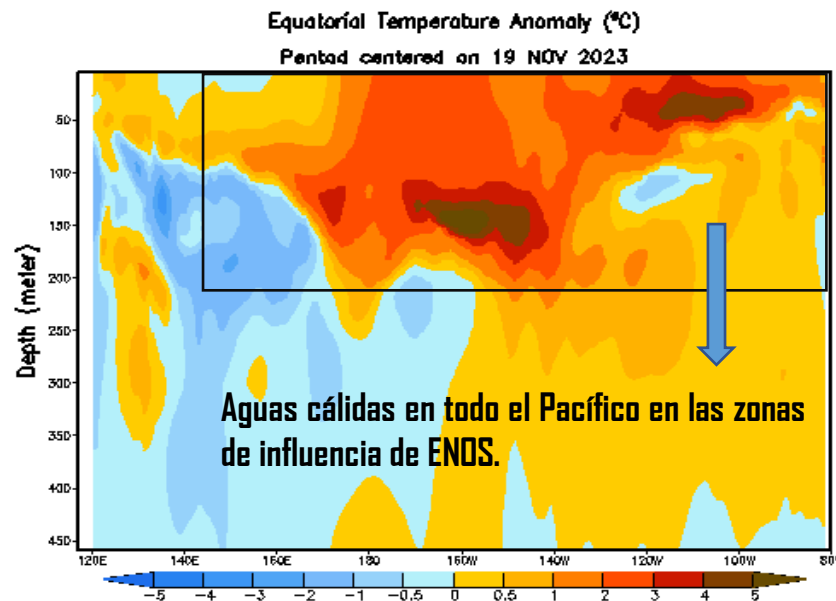 Equatorial Temperature Anomaly (°C)
Pentad centered on 19 NOV 2023
Depth (meter)
50
100
150
200
250
300
350
400
450
Aguas cálidas en todo el Pacífico en las zonas
de influencia de ENOS.
120E 140E 160E 180 160W 140W 120W 100W 80
-5 -4 -3 -2 -1 -0.5 0 0.5 1 2 3 4 5